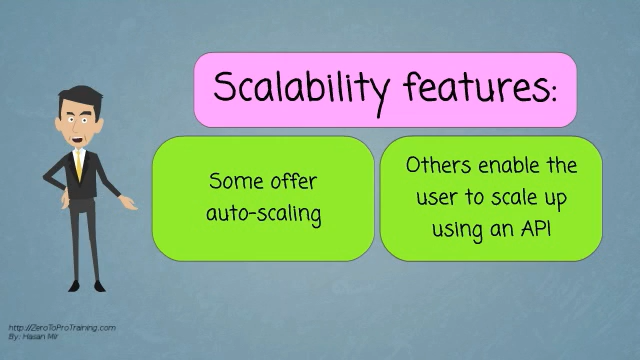 Scalability features:
Some offer
auto-scaling
Others enable the
user to scale up
using an API
http://ZeroToProTraining.com
By: Hasan Mir